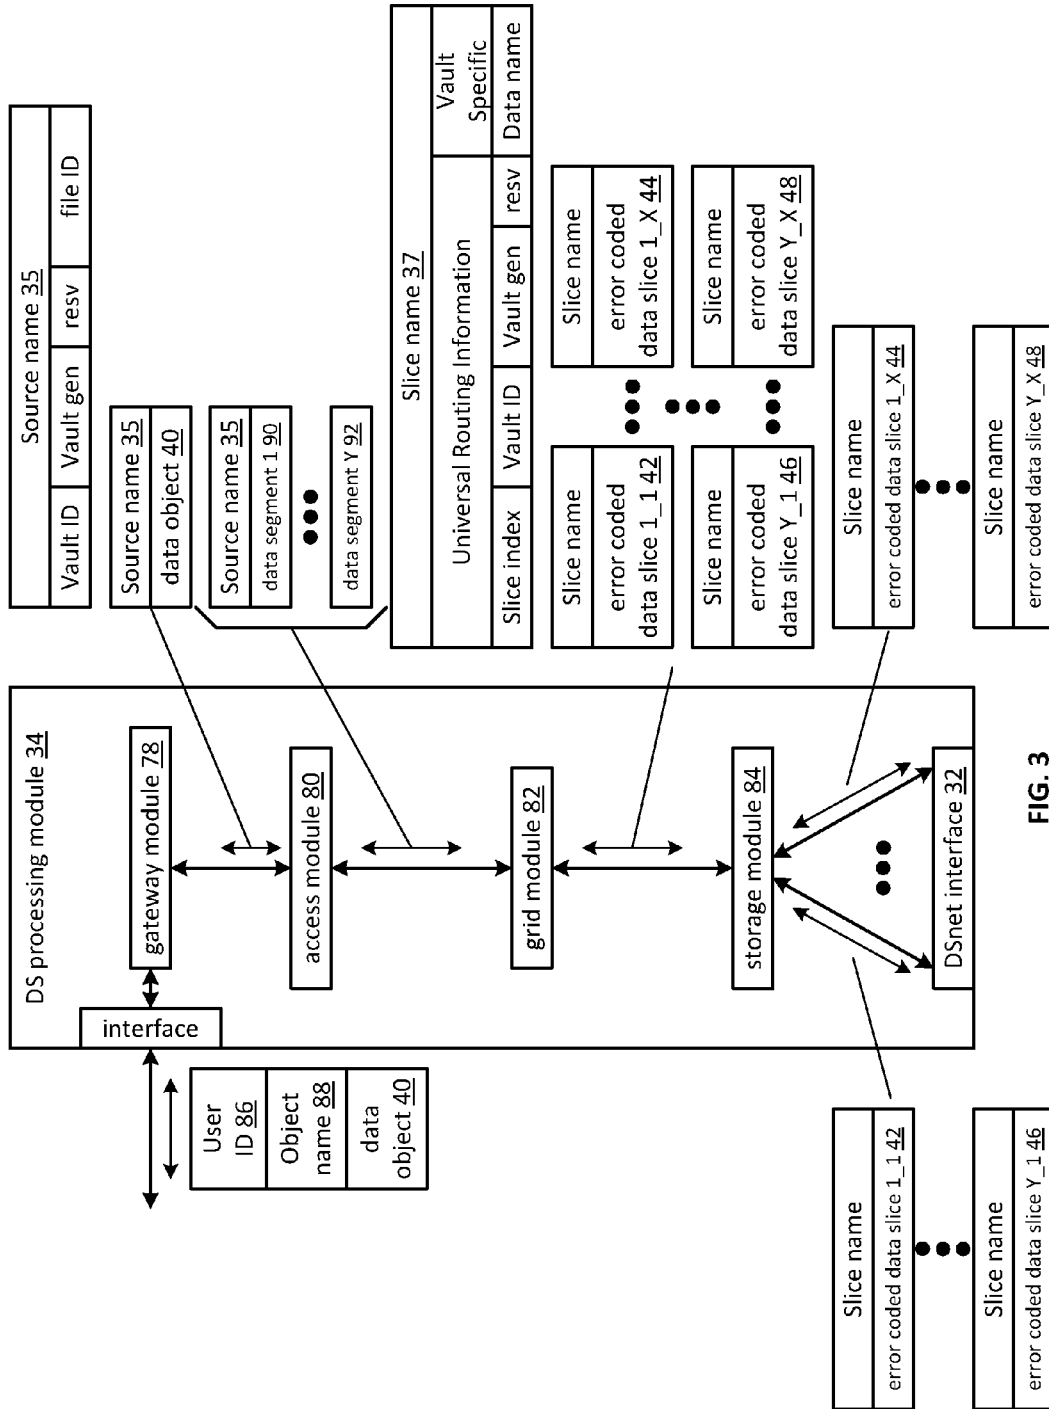 DS processing module 34
interface
gateway module 78
access module 80
grid module 82
storage module 84
DSnet interface 32
User
ID 86
Object
name 88
data
object 40
Source name 35
Vault ID
Vault gen
resv
file ID
Source name 35
data object 40
Source name 35
data segment 1 90
data segment Y 92
Slice name 37
Universal Routing Information
Vault
Specific
Slice index
Vault ID
Vault gen
resv
Data name
Slice name
error coded
data slice 1_1 42
Slice name
error coded
data slice 1_X 44
Slice name
error coded
data slice Y_1 46
Slice name
error coded
data slice Y_X 48
Slice name
error coded data slice 1_1 42
Slice name
error coded data slice Y_1 46
Slice name
error coded data slice 1_X 44
Slice name
error coded data slice Y_X 48
FIG. 3